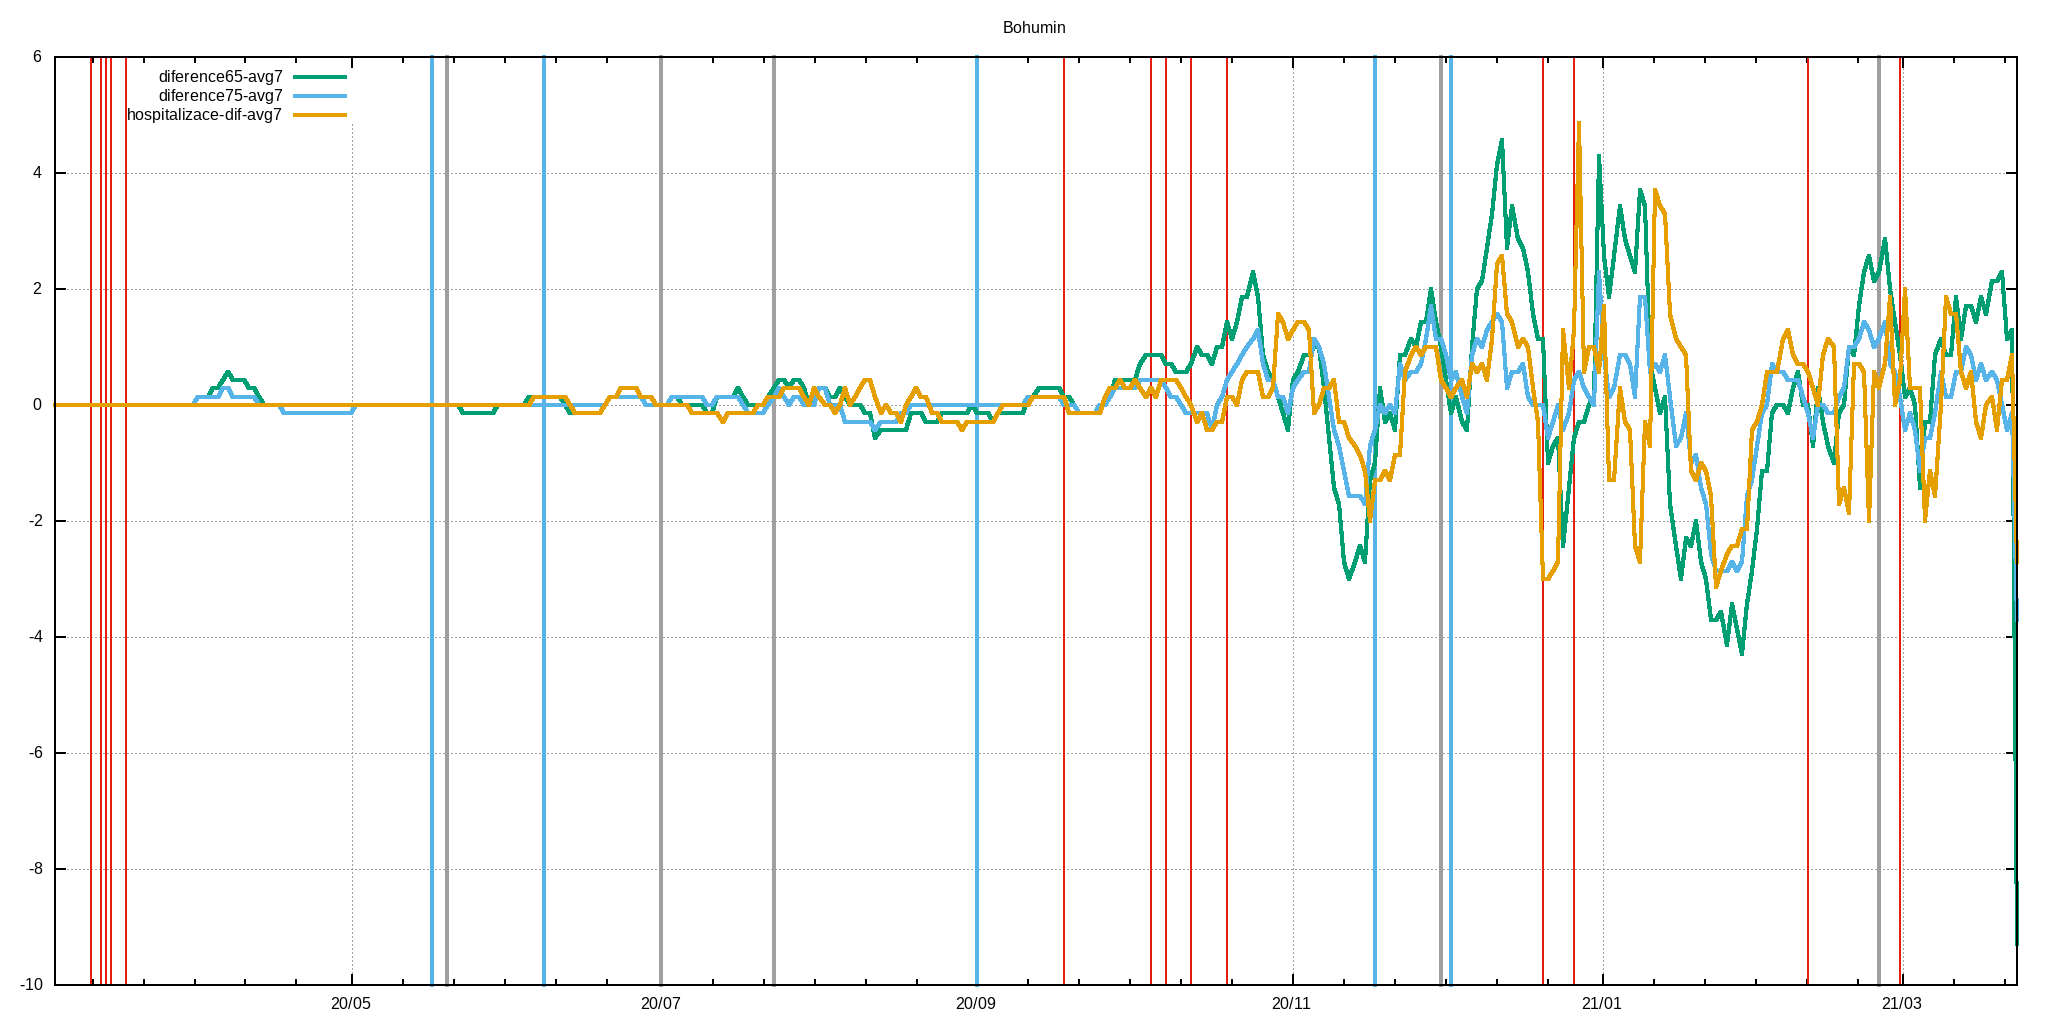 Bohumin
6
diference65-avg7
diference75-avg7
hospitalizace-dif-avg7
4
2
0
-2
-4
-6
-8
-10
20/05 20/07 20/09 20/11 21/01 21/03